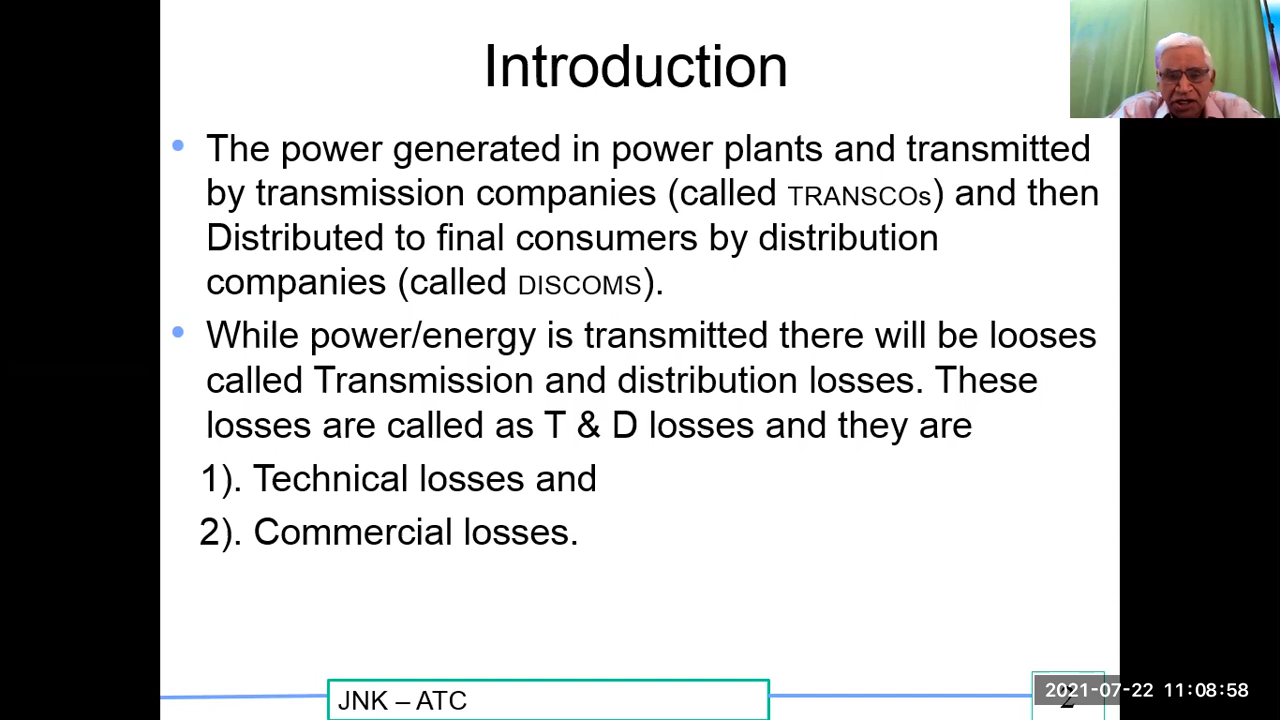 Introduction
• The power generated in power plants and transmitted
by transmission companies (called TRANSCOs) and then
Distributed to final consumers by distribution
companies (called DISCOMS).
• While power/energy is transmitted there will be looses
called Transmission and distribution losses. These
losses are called as T & D losses and they are
1). Technical losses and
2). Commercial losses.
JNK – ATC
2
2021-07-22 11:08:58